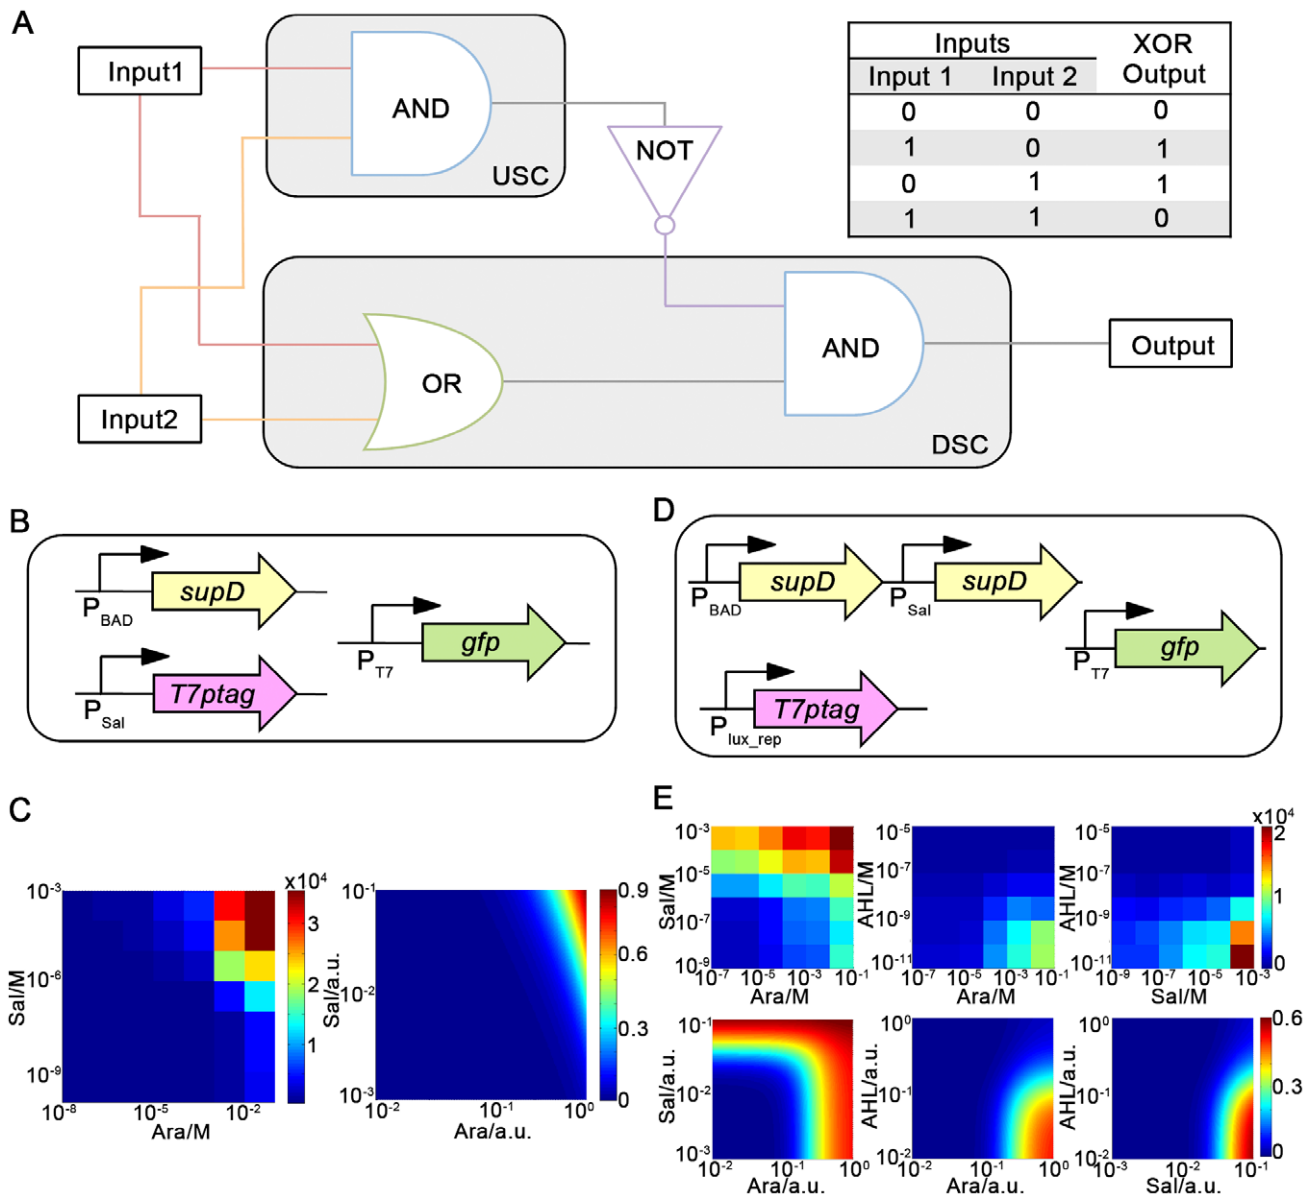 A
Input1
AND
USC
NOT
Inputs
XOR
Output
Input 1
Input 2
0 0 0
1 0 1
0 1 1
1 1 0
Input2
OR
AND
DSC
Output
B
PBAD
supD
PSal
T7ptag
PT7
gfp
D
PBAD
supD
PSal
supD
PT7
gfp
Plux_rep
T7ptag
C
Sal/M
10-3
10-6
10-9
10-8
10-5
10-2
Ara/M
x104
3
2
1
Sal/a.u.
10-1
10-2
10-3
10-2
10-1
100
Ara/a.u.
0.9
0.6
0.3
0
E
Sal/M
10-3
10-5
10-7
10-9
10-7
10-5
10-3
10-1
Ara/M
AHL/M
10-5
10-7
10-9
10-11
10-7
10-5
10-3
10-1
Ara/M
AHL/M
10-5
10-7
10-9
10-11
10-9
10-7
10-5
10-3
Sal/M
x104
2
1
0
Sal/a.u.
10-1
10-2
10-3
10-2
10-1
100
Ara/a.u.
AHL/a.u.
100
10-1
10-2
10-2
10-1
100
Ara/a.u.
AHL/a.u.
100
10-1
10-2
10-3
10-2
10-1
Sal/a.u.
0.6
0.3
0